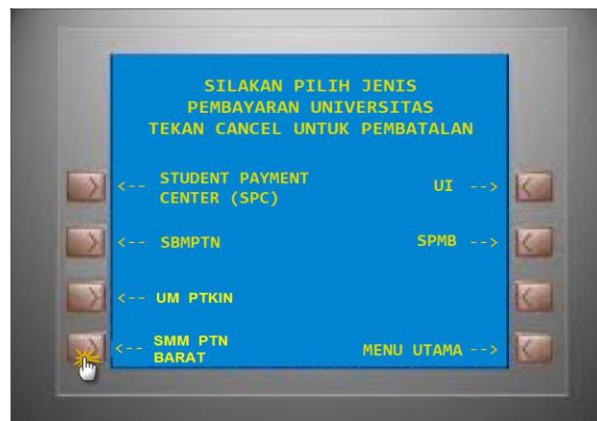 SILAKAN PILIH JENIS
PEMBAYARAN UNIVERSITAS
TEKAN CANCEL UNTUK PEMBATALAN
<-- STUDENT PAYMENT
CENTER (SPC)
UI -->
<-- SBMPTN
SPMB -->
<-- UM PTKIN
<-- SMM PTN
BARAT
MENU UTAMA -->